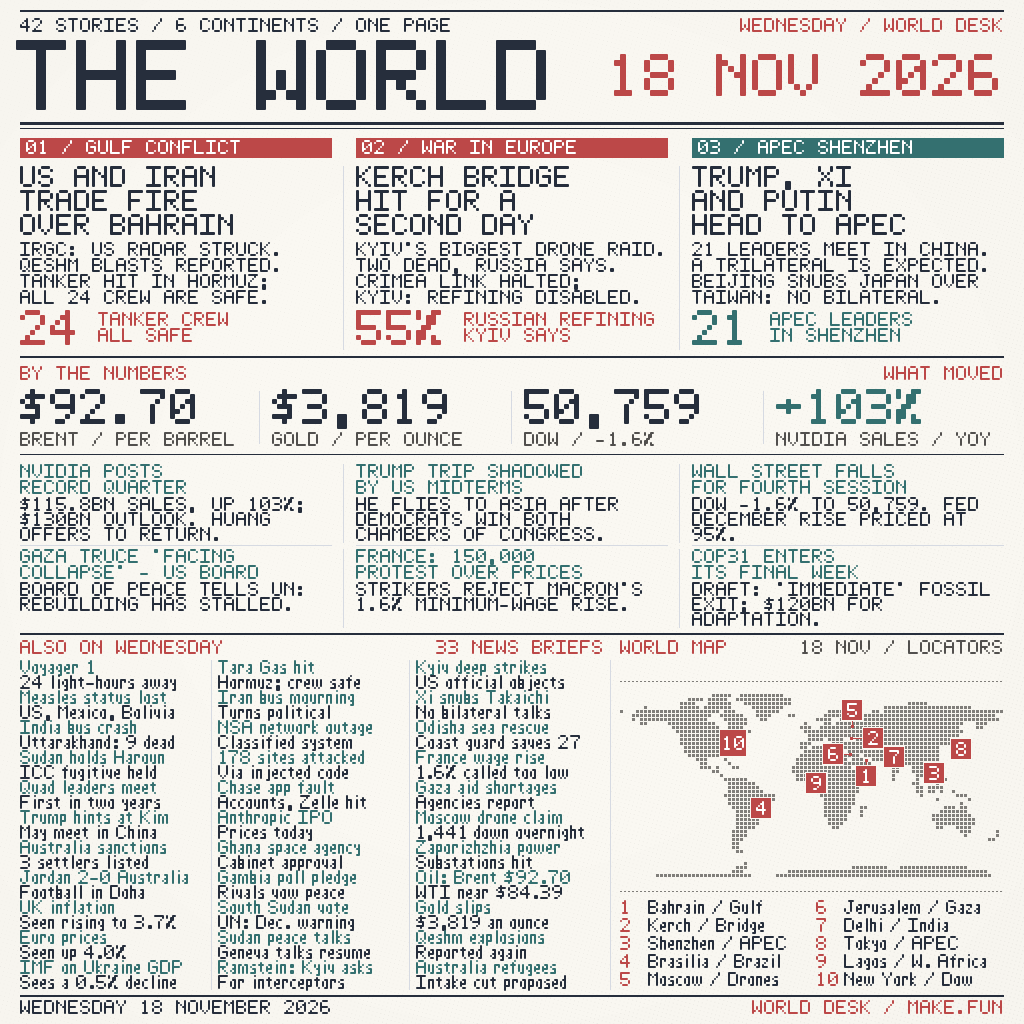 42 STORIES / 6 CONTINENTS / ONE PAGE
WEDNESDAY / WORLD DESK
THE WORLD
18 NOV 2026
01 / GULF CONFLICT
US AND IRAN
TRADE FIRE
OVER BAHRAIN
IRGC: US RADAR STRUCK.
QESHM BLASTS REPORTED.
TANKER HIT IN HORMUZ;
ALL 24 CREW ARE SAFE.
24
TANKER CREW
ALL SAFE
02 / WAR IN EUROPE
KERCH BRIDGE
HIT FOR A
SECOND DAY
KYIV'S BIGGEST DRONE RAID.
TWO DEAD, RUSSIA SAYS.
CRIMEA LINK HALTED;
KYIV: REFINING DISABLED.
55%
RUSSIAN REFINING
KYIV SAYS
03 / APEC SHENZHEN
TRUMP, XI
AND PUTIN
HEAD TO APEC
21 LEADERS MEET IN CHINA.
A TRILATERAL IS EXPECTED.
BEIJING SNUBS JAPAN OVER
TAIWAN: NO BILATERAL.
21
APEC LEADERS
IN SHENZHEN
BY THE NUMBERS
WHAT MOVED
$92.70
BRENT / PER BARREL
$3,819
GOLD / PER OUNCE
50,759
DOW / -1.6%
+103%
NVIDIA SALES / YOY
NVIDIA POSTS
RECORD QUARTER
$115.8BN SALES, UP 103%;
$130BN OUTLOOK. HUANG
OFFERS TO RETURN.
TRUMP TRIP SHADOWED
BY US MIDTERMS
HE FLIES TO ASIA AFTER
DEMOCRATS WIN BOTH
CHAMBERS OF CONGRESS.
WALL STREET FALLS
FOR FOURTH SESSION
DOW -1.6% TO 50,759. FED
DECEMBER RISE PRICED AT
95%.
GAZA TRUCE 'FACING
COLLAPSE' - US BOARD
BOARD OF PEACE TELLS UN:
REBUILDING HAS STALLED.
FRANCE: 150,000
PROTEST OVER PRICES
STRIKERS REJECT MACRON'S
1.6% MINIMUM-WAGE RISE.
COP31 ENTERS
ITS FINAL WEEK
DRAFT: 'IMMEDIATE' FOSSIL
EXIT; $120BN FOR
ADAPTATION.
ALSO ON WEDNESDAY
33 NEWS BRIEFS
Voyager 1
24 light-hours away
Measles status lost
US, Mexico, Bolivia
India bus crash
Uttarakhand: 9 dead
Sudan holds Haroun
ICC fugitive held
Quad leaders meet
First in two years
Trump hints at Kim
May meet in China
Australia sanctions
3 settlers listed
Jordan 2-0 Australia
Football in Doha
UK inflation
Seen rising to 3.7%
Euro prices
Seen up 4.0%
IMF on Ukraine GDP
Sees a 0.5% decline
Tara Gas hit
Hormuz; crew safe
Iran bus mourning
Turns political
NSA network outage
Classified system
178 sites attacked
Via injected code
Chase app fault
Accounts, Zelle hit
Anthropic IPO
Prices today
Ghana space agency
Cabinet approval
Gambia poll pledge
Rivals vow peace
South Sudan vote
UN: Dec. warning
Sudan peace talks
Geneva talks resume
Ramstein: Kyiv asks
For interceptors
Kyiv deep strikes
US official objects
Xi snubs Takaichi
No bilateral talks
Odisha sea rescue
Coast guard saves 27
France wage rise
1.6% called too low
Gaza aid shortages
Agencies report
Moscow drone claim
1,441 down overnight
Zaporizhzhia power
Substations hit
Oil: Brent $92.70
WTI near $84.39
Gold slips
$3,819 an ounce
Qeshm explosions
Reported again
Australia refugees
Intake cut proposed
WORLD MAP
18 NOV / LOCATORS
5
10
2
8
6
7
9
1
3
4
1 Bahrain / Gulf
2 Kerch / Bridge
3 Shenzhen / APEC
4 Brasilia / Brazil
5 Moscow / Drones
6 Jerusalem / Gaza
7 Delhi / India
8 Tokyo / APEC
9 Lagos / W. Africa
10 New York / Dow
WEDNESDAY 18 NOVEMBER 2026
WORLD DESK / MAKE.FUN